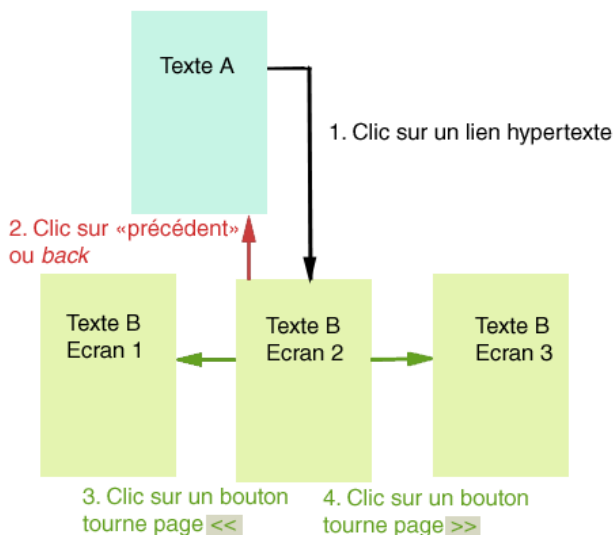 Texte A
1. Clic sur un lien hypertexte
2. Clic sur «précédent»
ou back
Texte B
Ecran 1
Texte B
Ecran 2
Texte B
Ecran 3
3. Clic sur un bouton
tourne page <<
4. Clic sur un bouton
tourne page >>